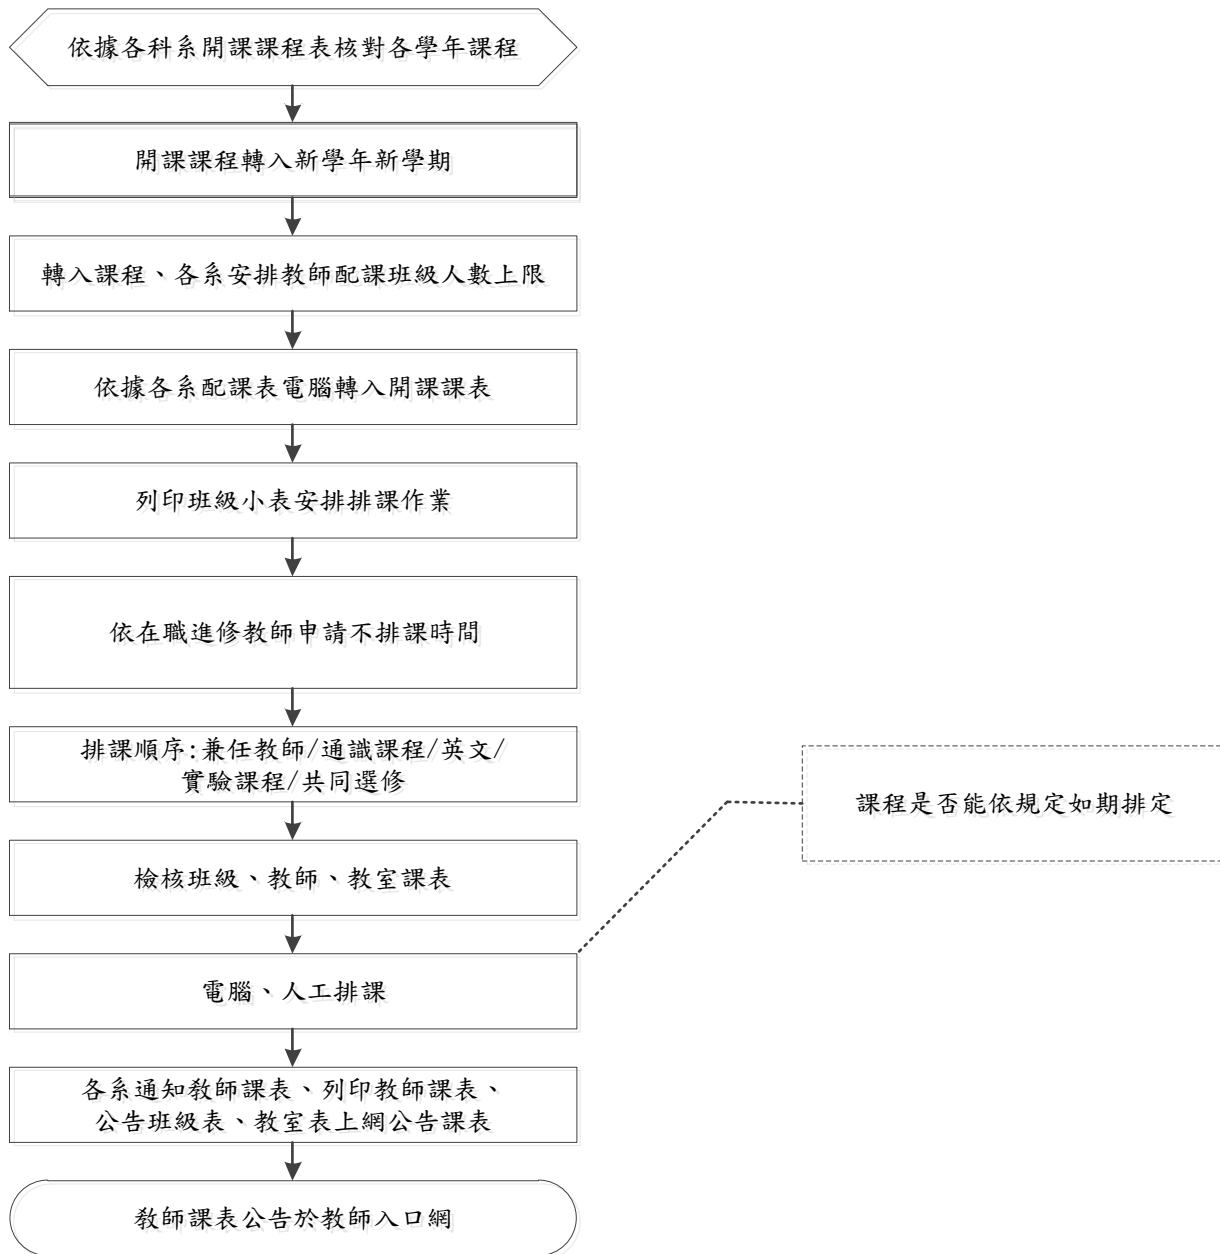 依據各科系開課課程表核對各學年課程
開課課程轉入新學年新學期
轉入課程、各系安排教師配課班級人數上限
依據各系配課表電腦轉入開課課表
列印班級小表安排排課作業
依在職進修教師申請不排課時間
排課順序:兼任教師/通識課程/英文/
實驗課程/共同選修
課程是否能依規定如期排定
檢核班級、教師、教室課表
電腦、人工排課
各系通知教師課表、列印教師課表、
公告班級表、教室表上網公告課表
教師課表公告於教師入口網